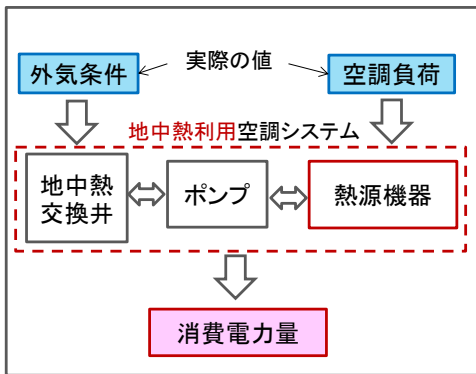 実際の値
外気条件
空調負荷
地中熱利用空調システム
地中熱
交換井
ポンプ
熱源機器
消費電力量